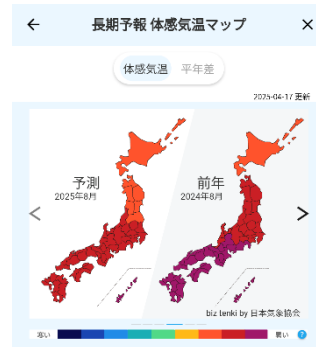 長期予報 体感気温マップ
体感気温 平年差
2025-04-17 更新
予測
2025年8月
前年
2024年8月
biz tenki by 日本気象協会
寒い
暑い
?